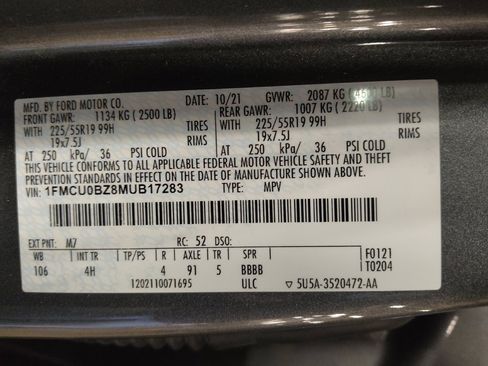 MFD. BY FORD MOTOR CO. DATE: 10/21 GVWR: 2087 KG (4600 LB)
FRONT GAWR: 1134 KG (2500 LB) REAR GAWR: 1007 KG (2220 LB)
WITH 225/55R19 99H TIRES WITH 225/55R19 99H TIRES
19x7.5J RIMS 19x7.5J RIMS
AT 250 kPa/ 36 PSI COLD AT 250 kPa/ 36 PSI COLD
THIS VEHICLE CONFORMS TO ALL APPLICABLE FEDERAL MOTOR VEHICLE SAFETY AND THEFT
PREVENTION STANDARDS IN EFFECT ON THE DATE OF MANUFACTURE SHOWN ABOVE.
VIN: 1FMCU0BZ8MUB17283 TYPE: MPV
EXT PNT: M7 RC: 52 DSO:
WB INT TR TP/PS R AXLE TR SPR F0121
106 4H 4 91 5 BBBB T0204
1202110071695 ULC ▽ 5U5A-3520472-AA